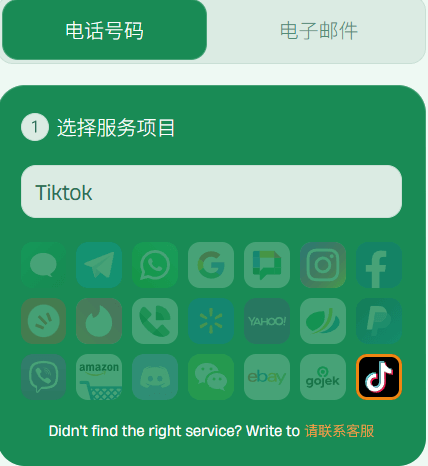 电话号码
电子邮件
1 选择服务项目
Tiktok
YAHOO!
amazon
ebay
gojek
Didn't find the right service? Write to 请联系客服